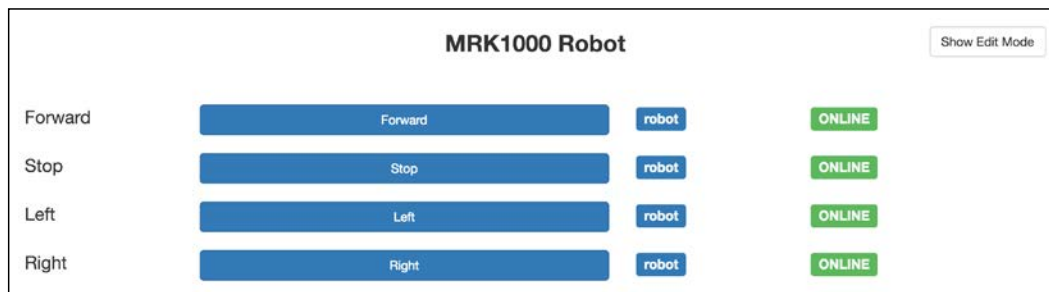 MRK1000 Robot Show Edit Mode
Forward Forward robot ONLINE
Stop Stop robot ONLINE
Left Left robot ONLINE
Right Right robot ONLINE